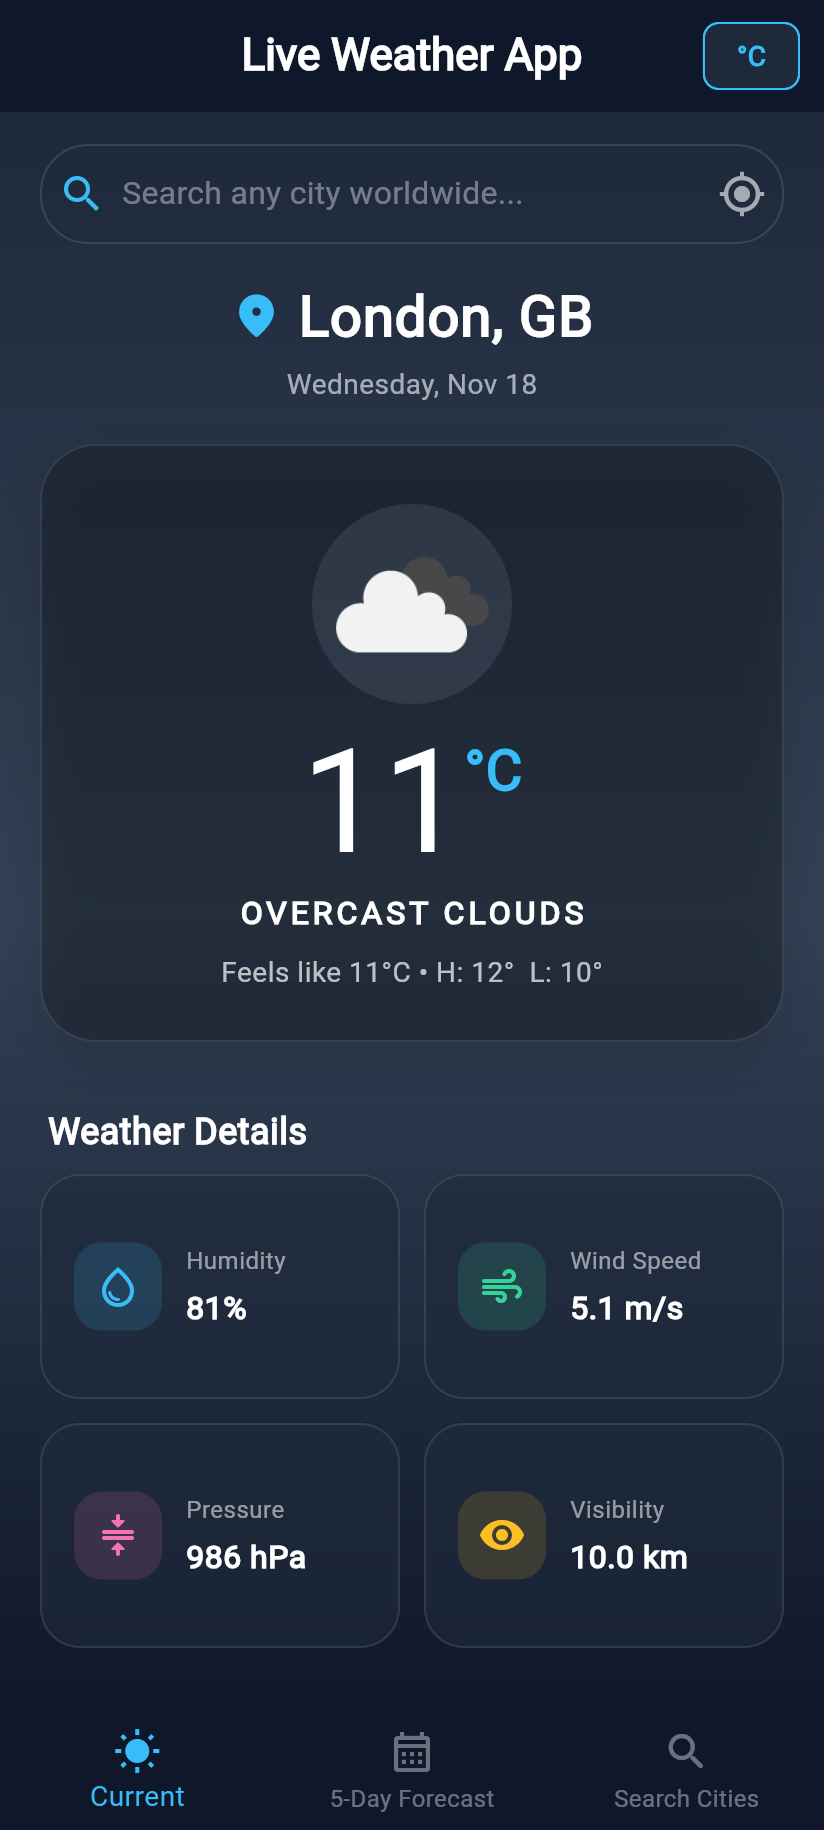 Live Weather App
°C
Search any city worldwide...
London, GB
Wednesday, Nov 18
11°C
OVERCAST CLOUDS
Feels like 11°C • H: 12° L: 10°
Weather Details
Humidity
81%
Wind Speed
5.1 m/s
Pressure
986 hPa
Visibility
10.0 km
Current
5-Day Forecast
Search Cities